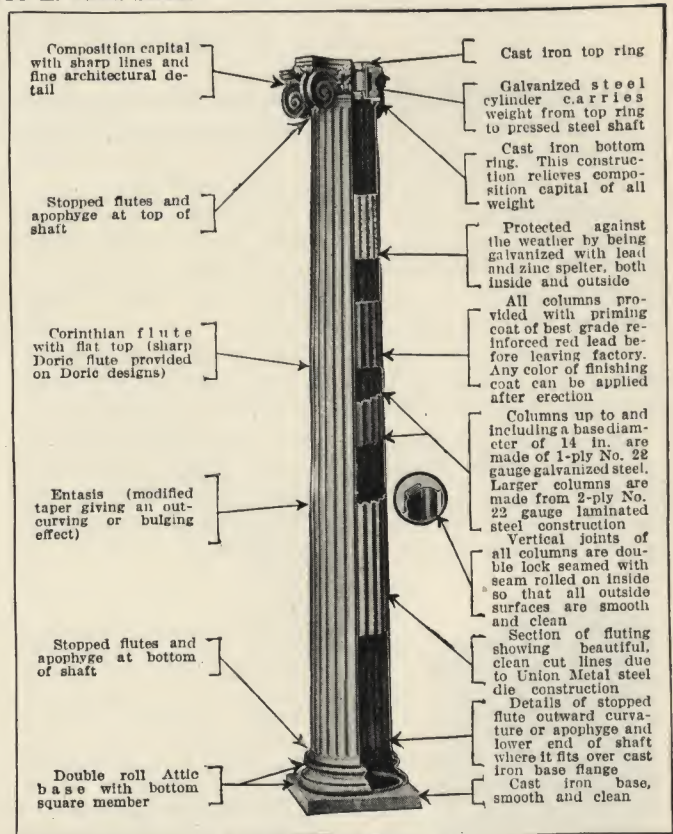 Composition capital
with sharp lines and
fine architectural de-
tail
Stopped flutes and
apophyge at top of
shaft
Corinthian flute
with flat top (sharp
Doric flute provided
on Doric designs)
Entasis (modified
taper giving an out-
curving or bulging
effect)
Stopped flutes and
apophyge at bottom
of shaft
Double roll Attic
base with bottom
square member
Cast iron top ring
Galvanized steel
cylinder carries
weight from top ring
to pressed steel shaft
Cast iron bottom
ring. This construc-
tion relieves compo-
sition capital of all
weight
Protected against
the weather by being
galvanized with lead
and zinc spelter, both
inside and outside
All columns pro-
vided with priming
coat of best grade re-
inforced red lead be-
fore leaving factory.
Any color of finishing
coat can be applied
after erection
Columns up to and
including a base diam-
eter of 14 in. are
made of 1-ply No. 22
gauge galvanized steel.
Larger columns are
made from 2-ply No.
22 gauge laminated
steel construction
Vertical joints of
all columns are dou-
ble lock seamed with
seam rolled on inside
so that all outside
surfaces are smooth
and clean
Section of fluting
showing beautiful,
clean cut lines due
to Union Metal steel
die construction
Details of stopped
flute outward curva-
ture or apophyge and
lower end of shaft
where it fits over cast
iron base flange
Cast iron base,
smooth and clean